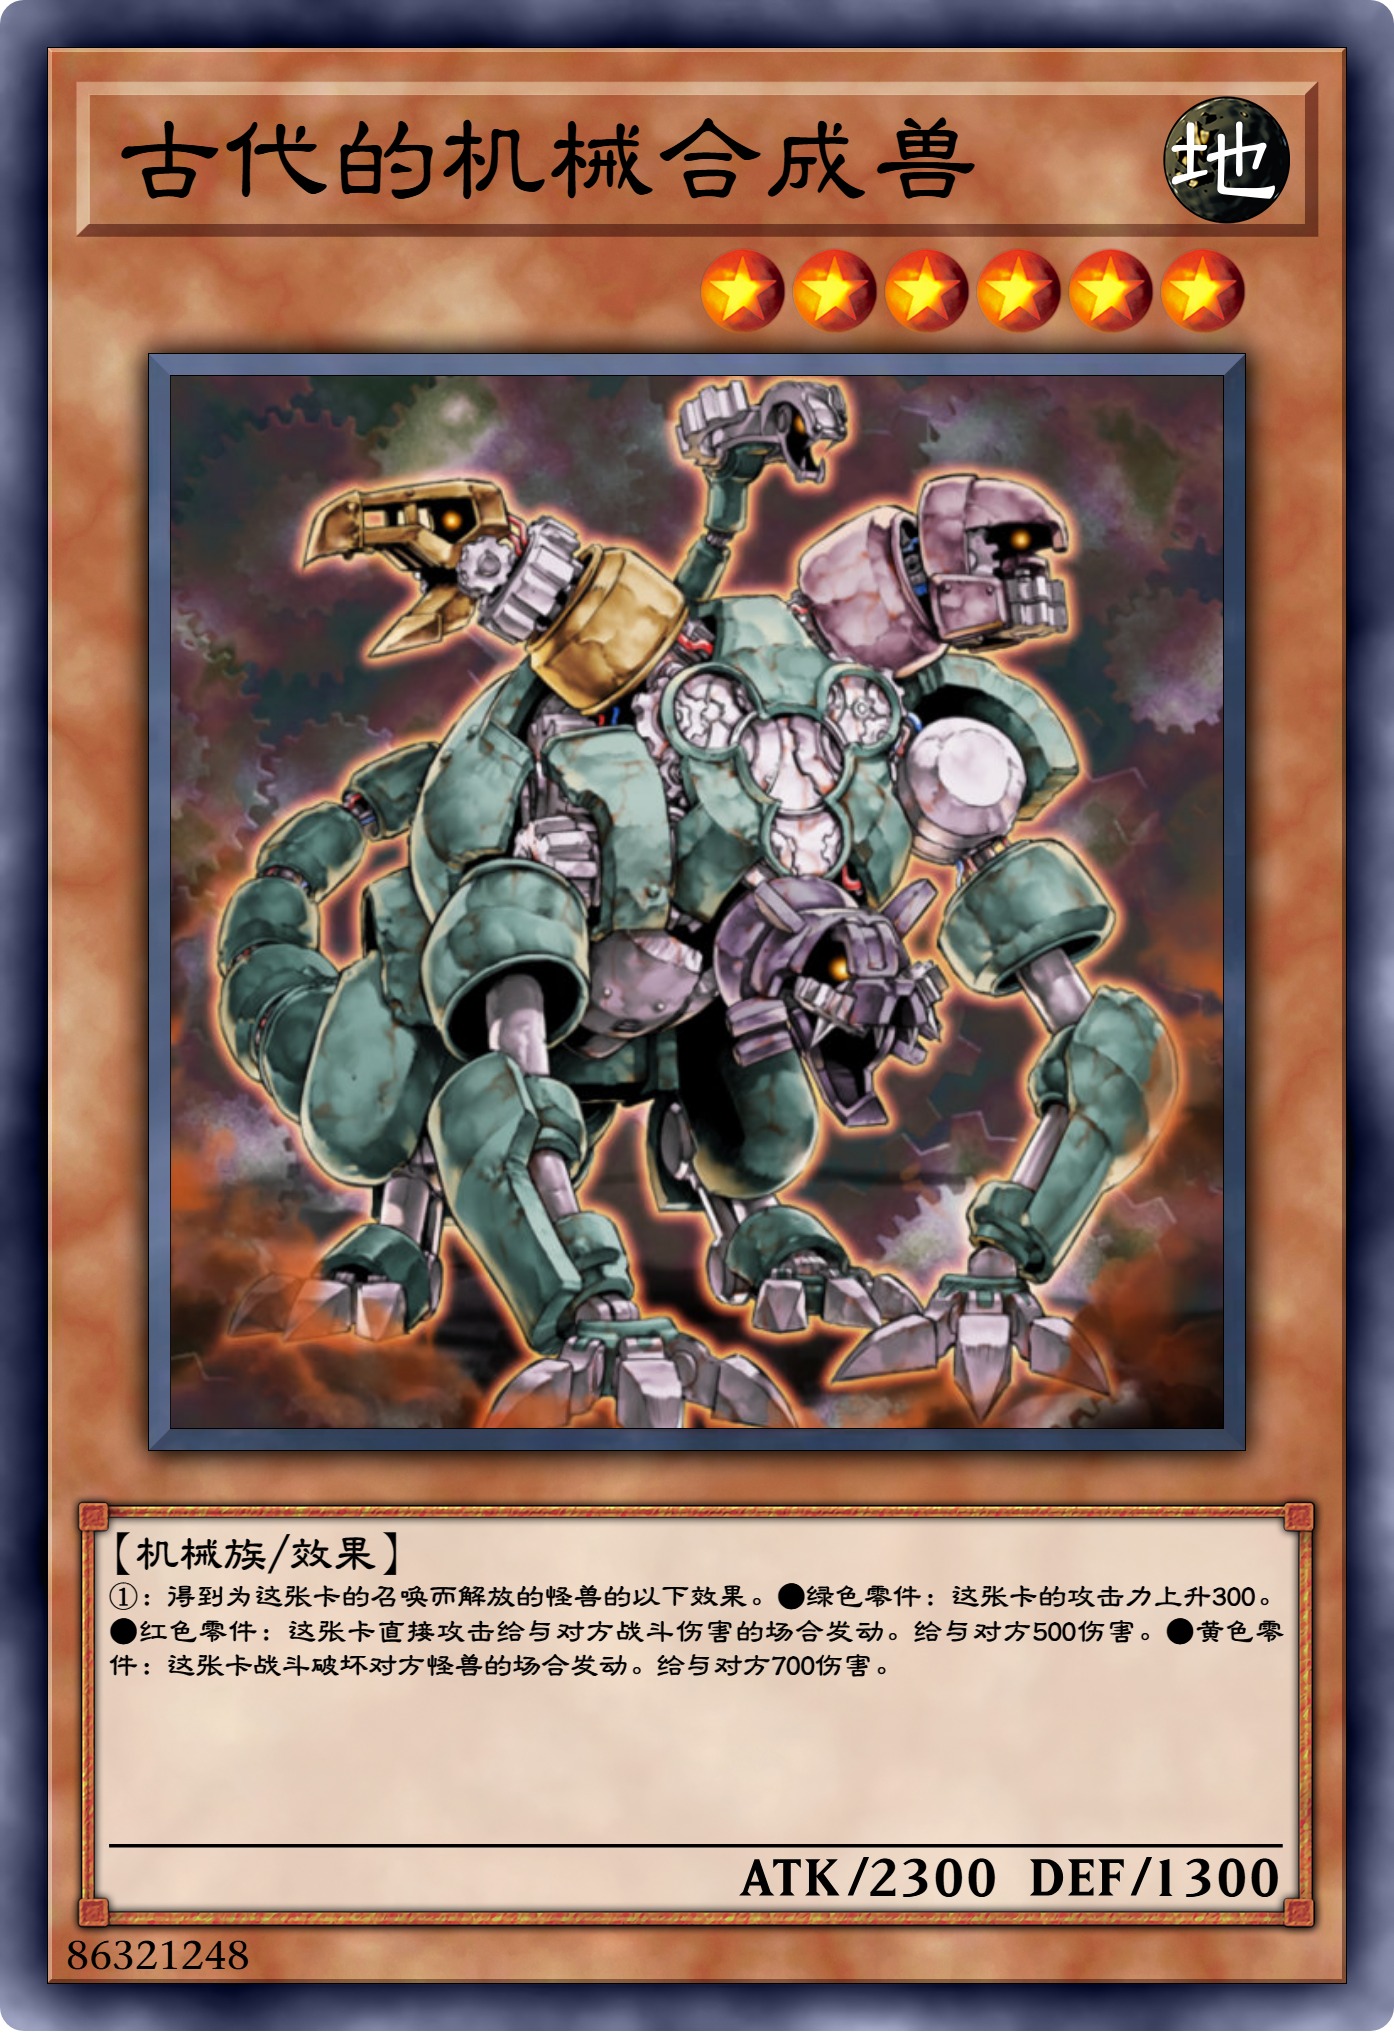 古代的机械合成兽
地
【机械族/效果】
①：得到为这张卡的召唤而解放的怪兽的以下效果。●绿色零件：这张卡的攻击力上升300。
●红色零件：这张卡直接攻击给与对方战斗伤害的场合发动。给与对方500伤害。●黄色零
件：这张卡战斗破坏对方怪兽的场合发动。给与对方700伤害。
ATK/2300 DEF/1300
86321248